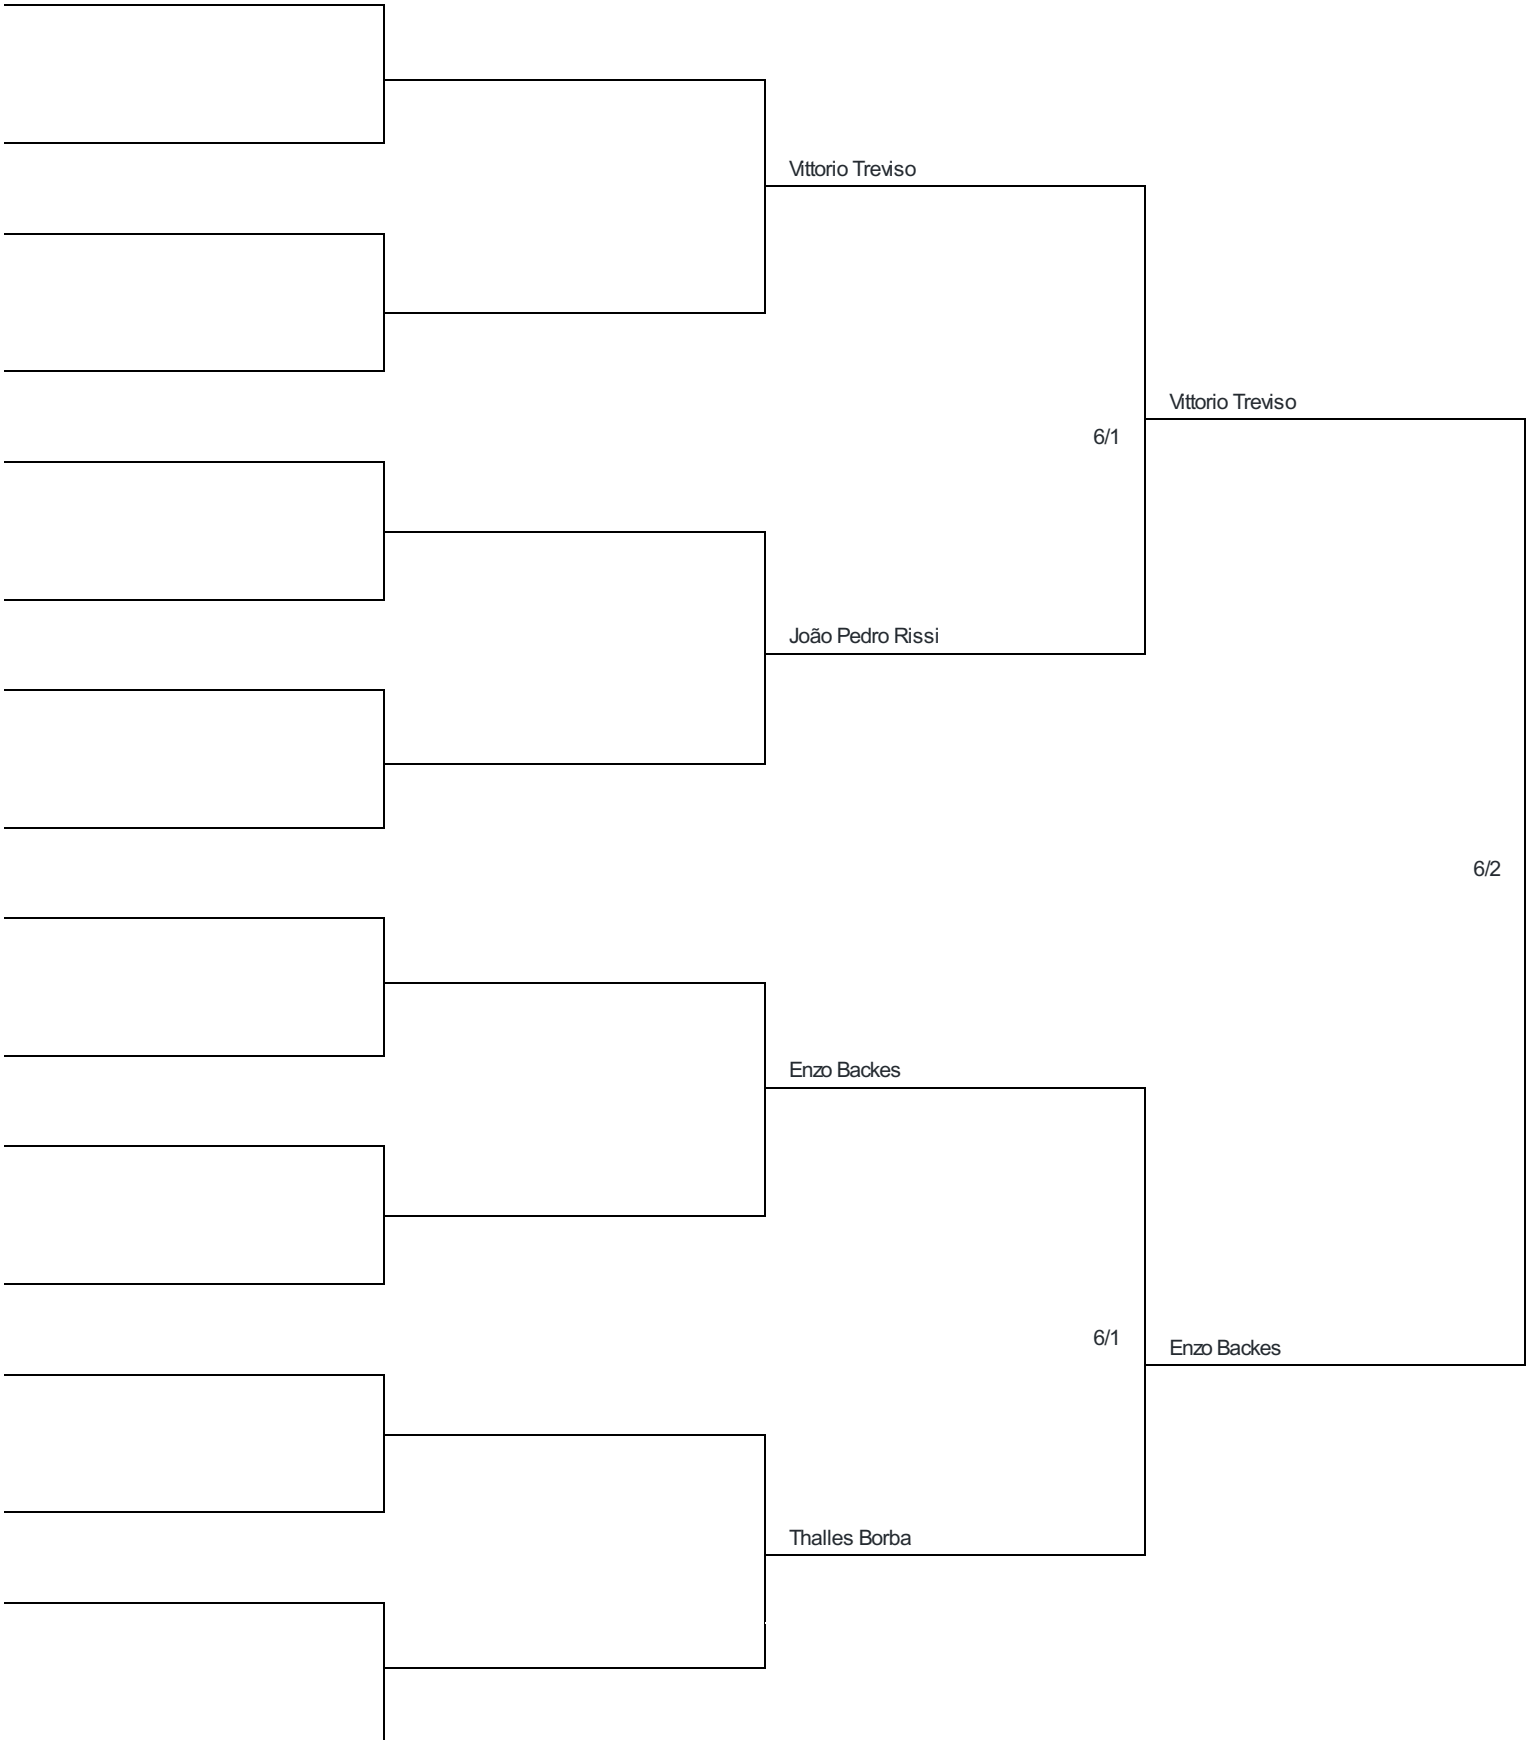 Vittorio Treviso
Vittorio Treviso
6/1
João Pedro Rissi
6/2
Enzo Backes
6/1
Enzo Backes
Thalles Borba